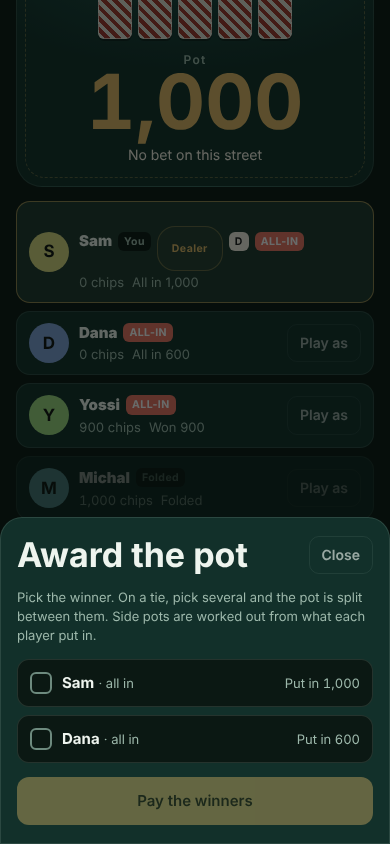 Pot
1,000
No bet on this street
S
Sam You Dealer D ALL-IN
0 chips All in 1,000
D
Dana ALL-IN
0 chips All in 600
Play as
Y
Yossi ALL-IN
900 chips Won 900
Play as
M
Michal Folded
1,000 chips Folded
Play as
Award the pot
Close
Pick the winner. On a tie, pick several and the pot is split
between them. Side pots are worked out from what each
player put in.
Sam · all in Put in 1,000
Dana · all in Put in 600
Pay the winners